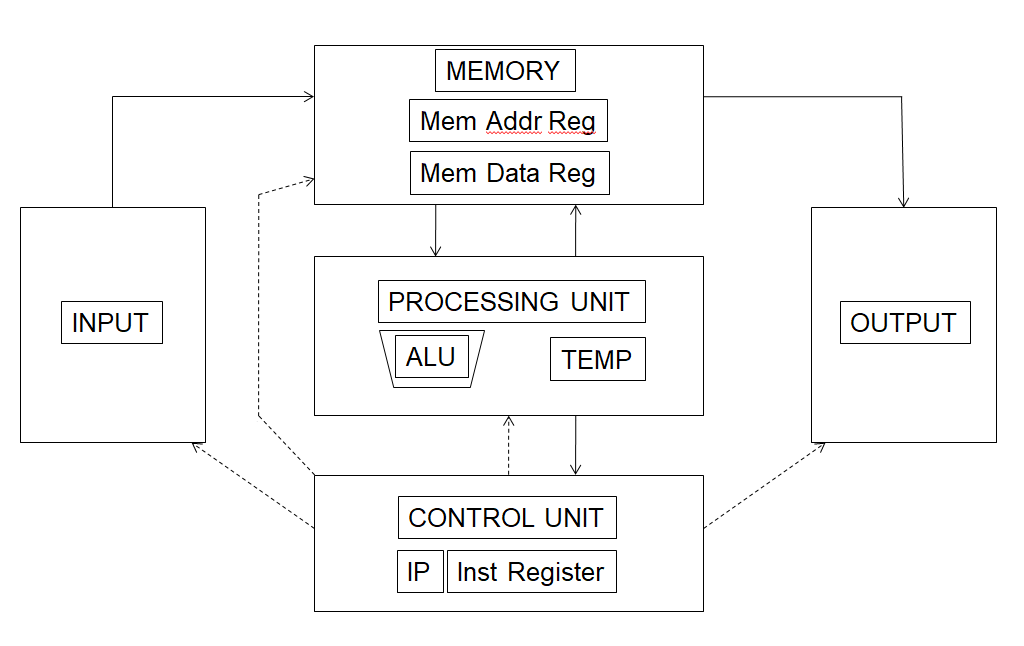 MEMORY
Mem Addr Reg
Mem Data Reg
INPUT
PROCESSING UNIT
ALU
TEMP
OUTPUT
CONTROL UNIT
IP
Inst Register